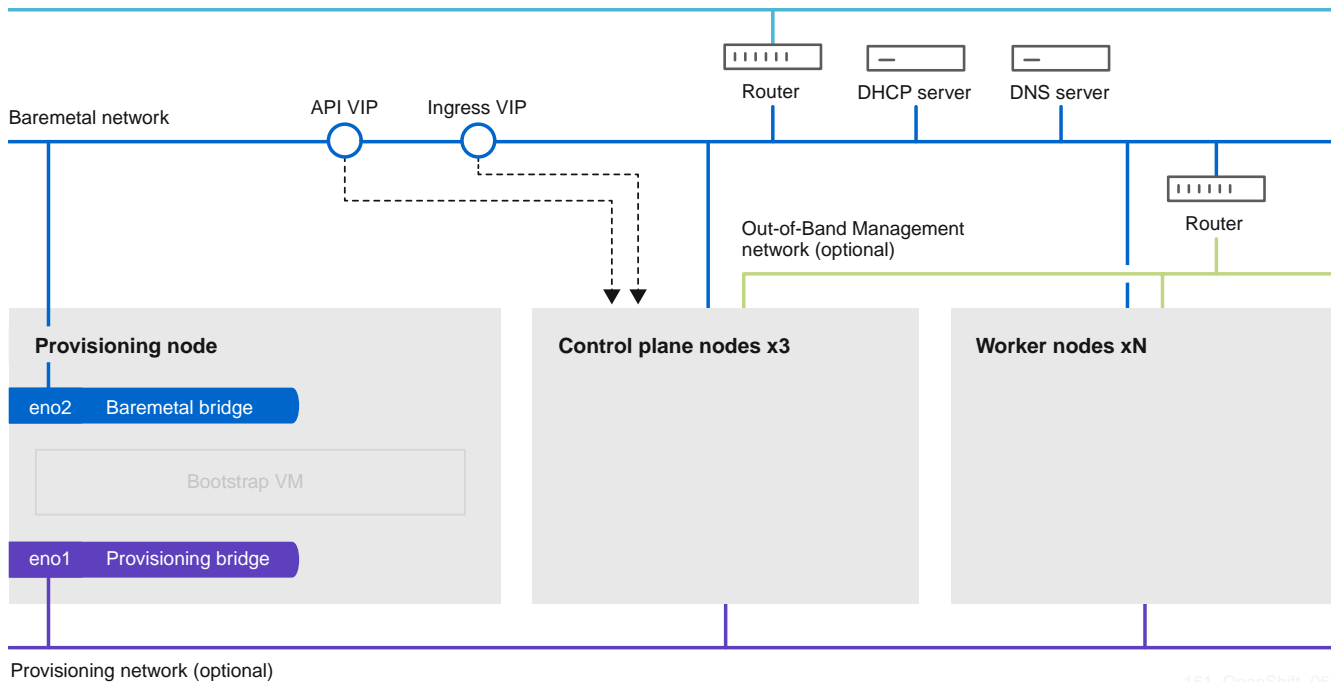 Router
DHCP server
DNS server
Baremetal network
API VIP
Ingress VIP
Router
Out-of-Band Management
network (optional)
Provisioning node
Control plane nodes x3
Worker nodes xN
eno2
Baremetal bridge
Bootstrap VM
eno1
Provisioning bridge
Provisioning network (optional)
161_OpenShift_05